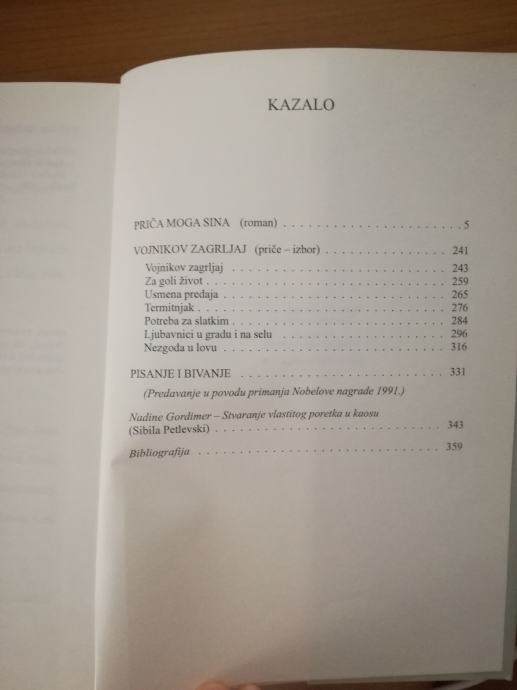 KAZALO
PRIČA MOGA SINA (roman) . . . . . . . . . . . . . . . . . . . . . . 5
VOJNIKOV ZAGRLJAJ (priče – izbor) . . . . . . . . . . . . . . . 241
Vojnikov zagrljaj . . . . . . . . . . . . . . . . . . . . . . . . . . 243
Za goli život . . . . . . . . . . . . . . . . . . . . . . . . . . . . . 259
Usmena predaja . . . . . . . . . . . . . . . . . . . . . . . . . . . 265
Termitnjak . . . . . . . . . . . . . . . . . . . . . . . . . . . . . . 276
Potreba za slatkim . . . . . . . . . . . . . . . . . . . . . . . . . . 284
Ljubavnici u gradu i na selu . . . . . . . . . . . . . . . . . . . . 296
Nezgoda u lovu . . . . . . . . . . . . . . . . . . . . . . . . . . . 316
PISANJE I BIVANJE . . . . . . . . . . . . . . . . . . . . . . . . . 331
(Predavanje u povodu primanja Nobelove nagrade 1991.)
Nadine Gordimer – Stvaranje vlastitog poretka u kaosu
(Sibila Petlevski) . . . . . . . . . . . . . . . . . . . . . . . . . . . 343
Bibliografija . . . . . . . . . . . . . . . . . . . . . . . . . . . . . . 359